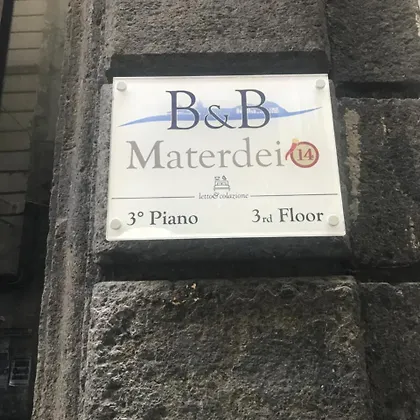 B&B
Materdei 14
letto&colazione
3° Piano 3rd Floor